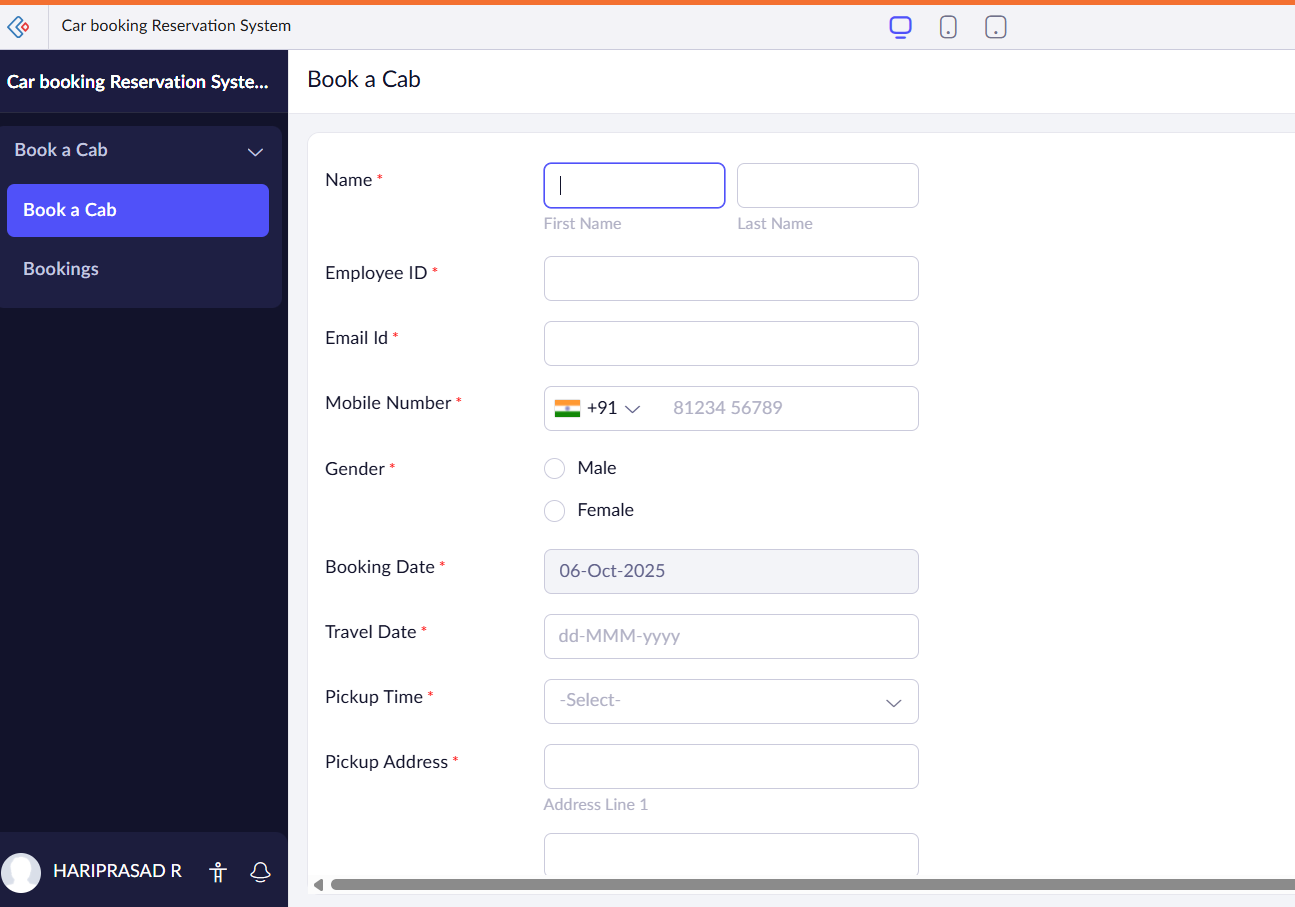 Car booking Reservation System
Car booking Reservation Syste...
Book a Cab
Book a Cab
Book a Cab
Bookings
Name *
First Name
Last Name
Employee ID *
Email Id *
Mobile Number *
+91
81234 56789
Gender *
Male
Female
Booking Date *
06-Oct-2025
Travel Date *
dd-MMM-yyyy
Pickup Time *
-Select-
Pickup Address *
Address Line 1
HARIPRASAD R